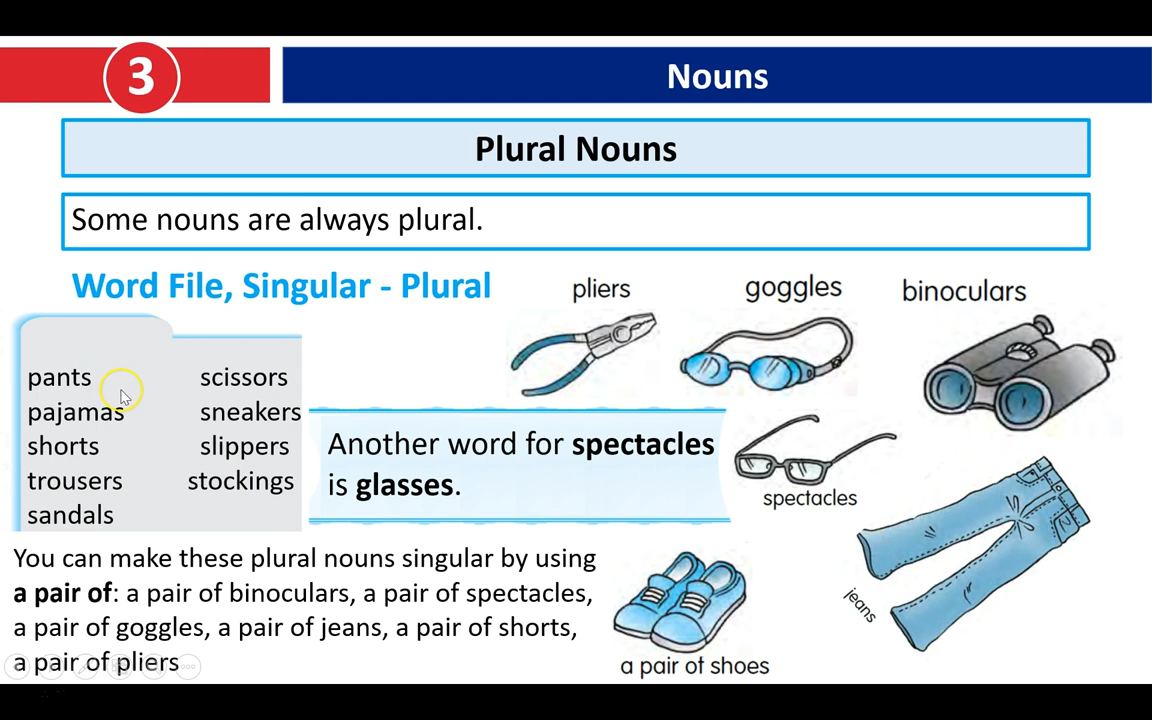 3
Nouns
Plural Nouns
Some nouns are always plural.
Word File, Singular - Plural
pants
pajamas
shorts
trousers
sandals
scissors
sneakers
slippers
stockings
pliers
goggles
binoculars
Another word for spectacles
is glasses.
spectacles
jeans
You can make these plural nouns singular by using
a pair of: a pair of binoculars, a pair of spectacles,
a pair of goggles, a pair of jeans, a pair of shorts,
a pair of pliers
a pair of shoes